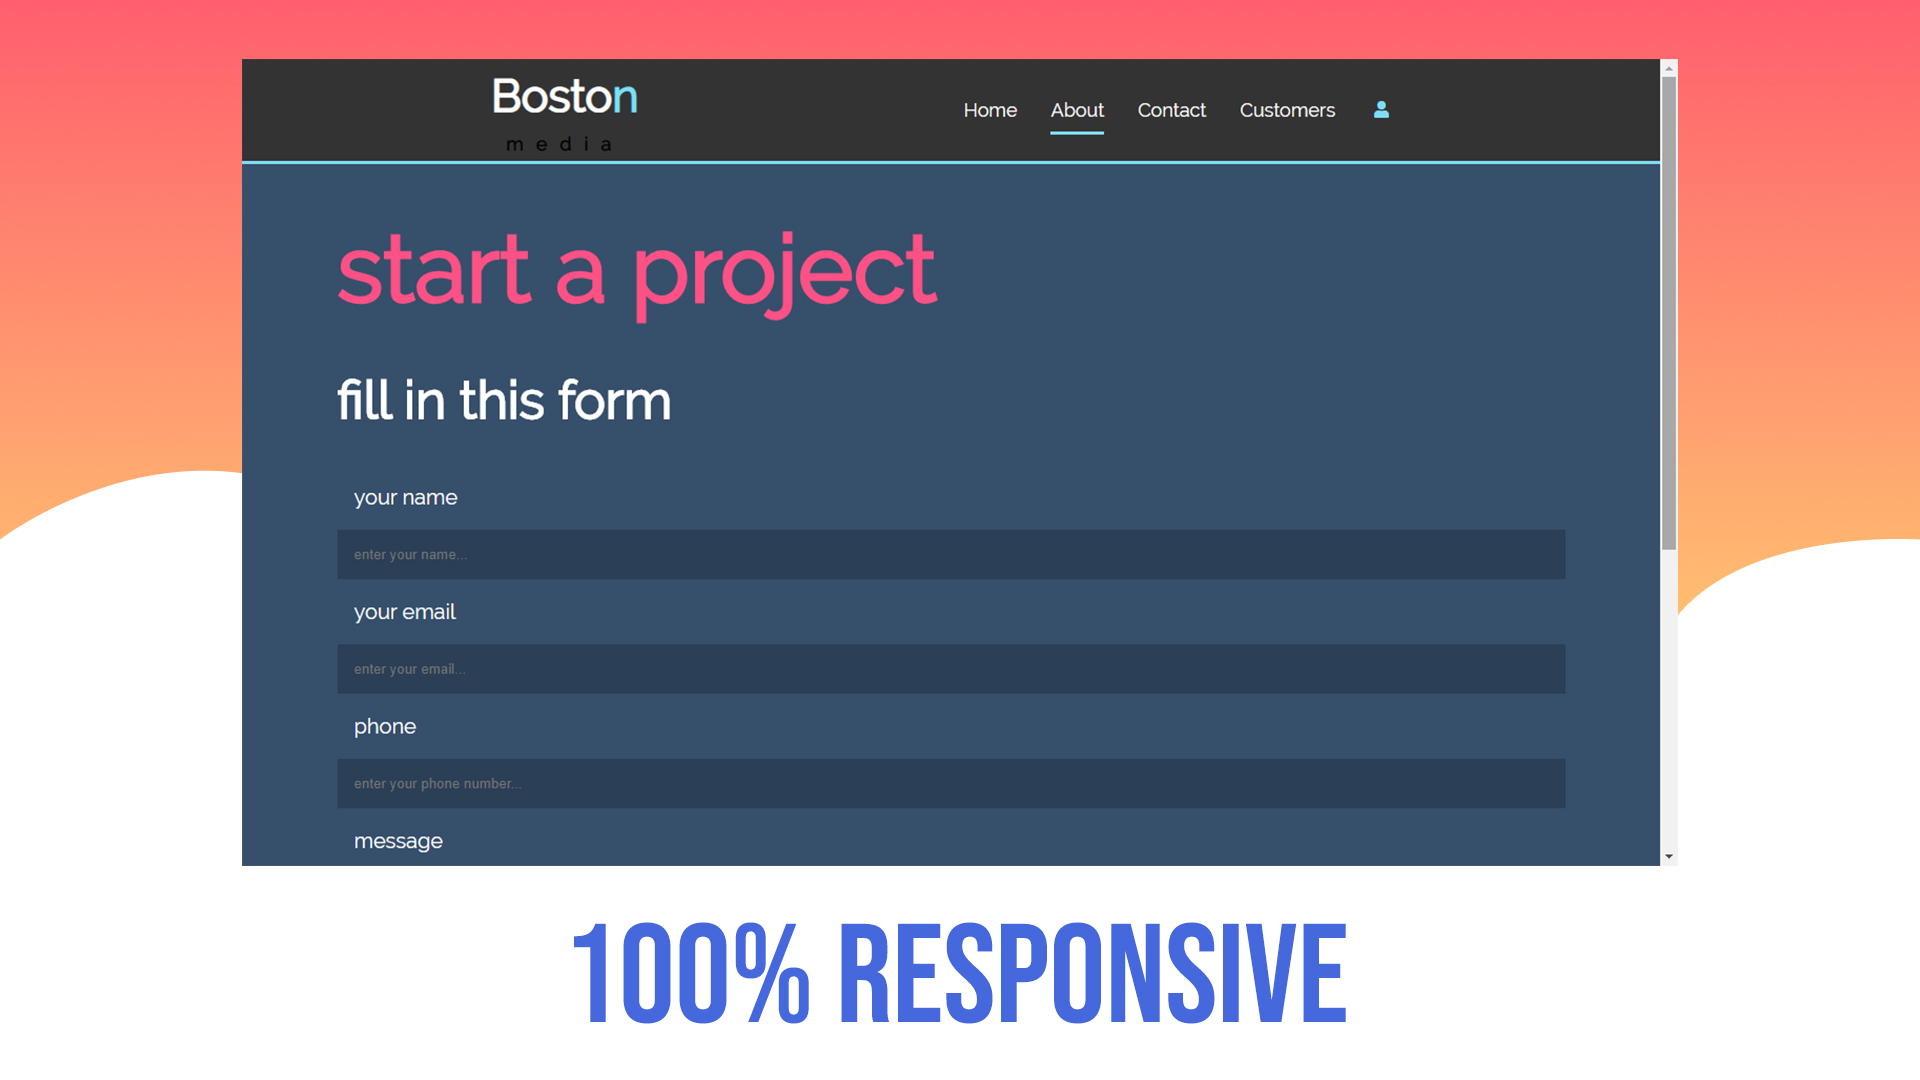 Boston
media
Home About Contact Customers
start a project
fill in this form
your name
enter your name...
your email
enter your email...
phone
enter your phone number...
message
100% RESPONSIVE